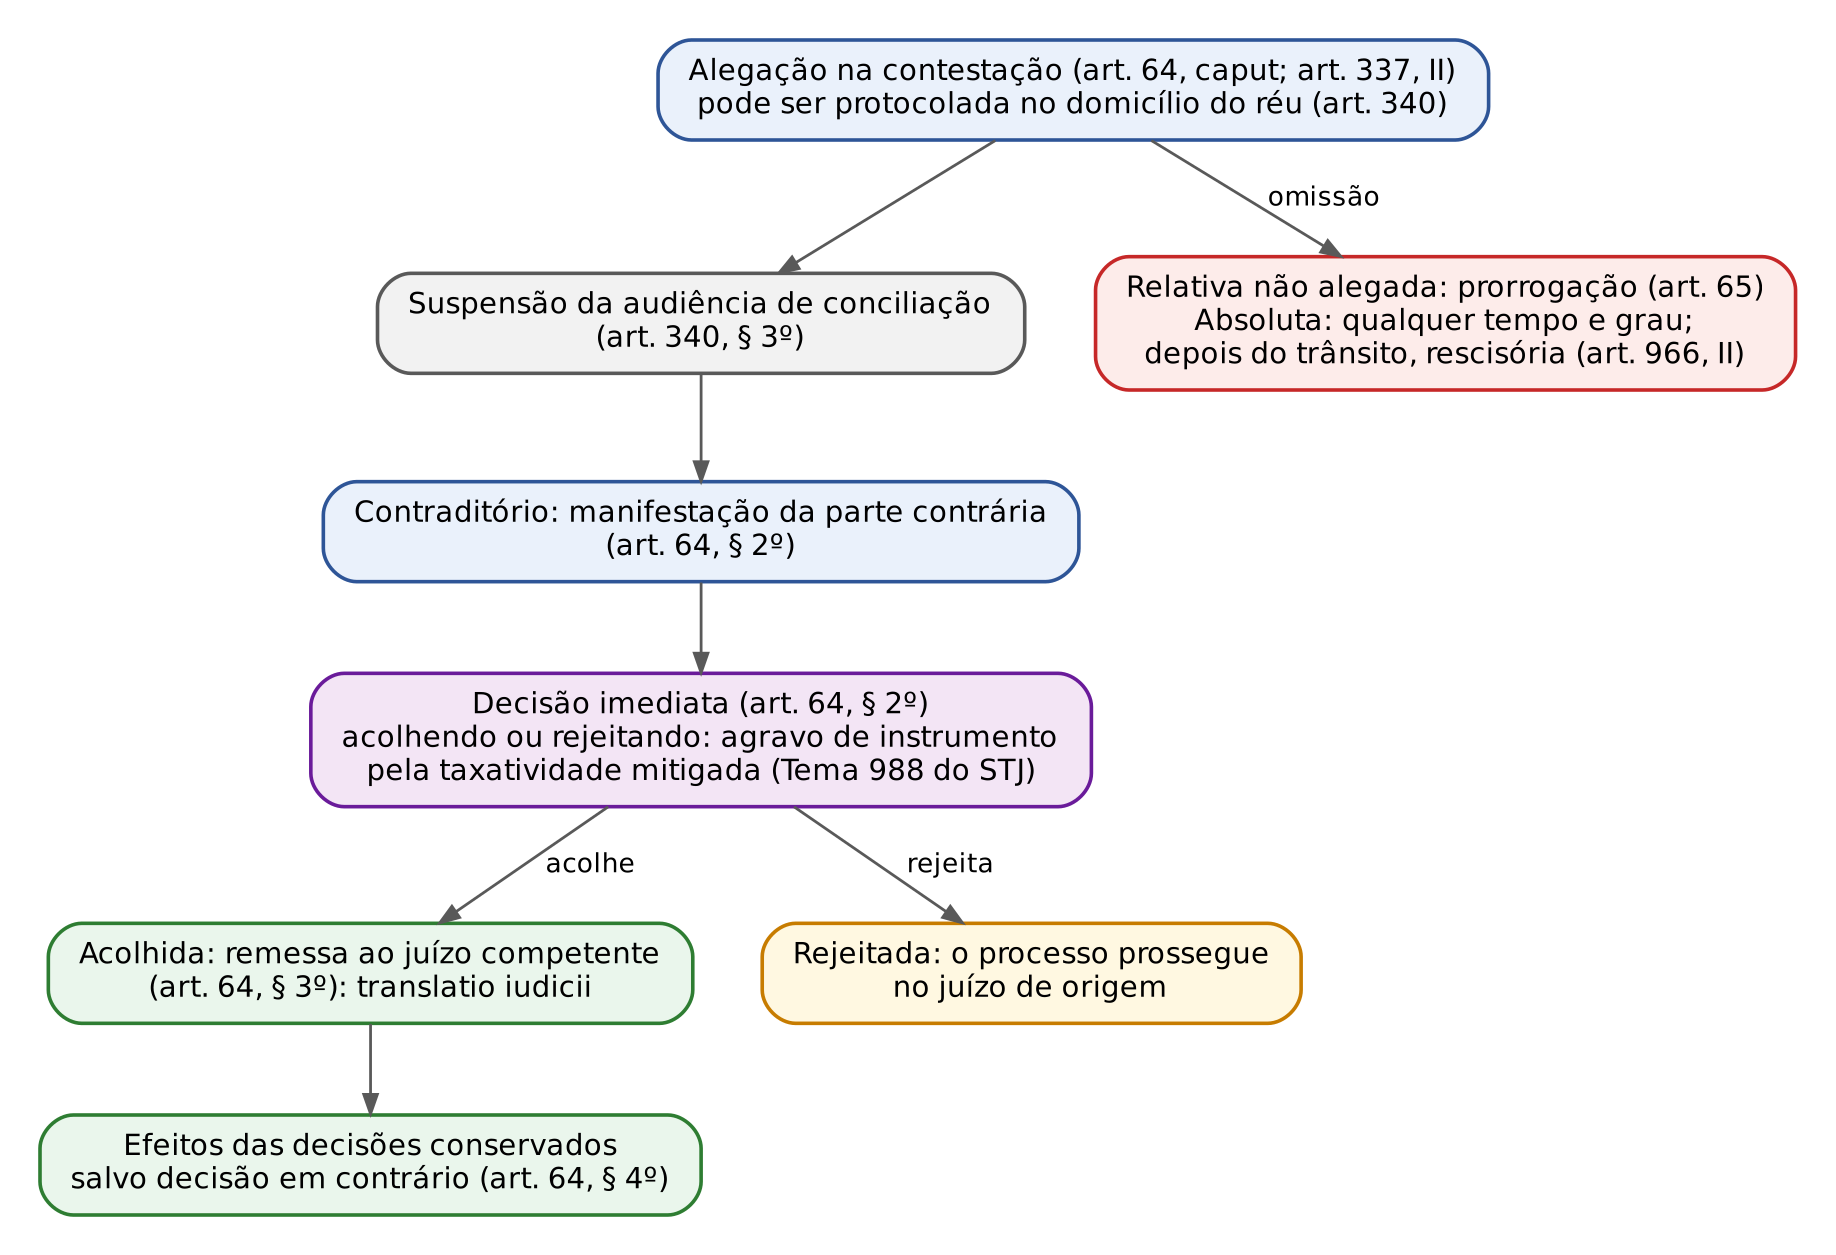 Alegação na contestação (art. 64, caput; art. 337, II)
pode ser protocolada no domicílio do réu (art. 340)
omissão
Suspensão da audiência de conciliação
(art. 340, § 3º)
Relativa não alegada: prorrogação (art. 65)
Absoluta: qualquer tempo e grau;
depois do trânsito, rescisória (art. 966, II)
Contraditório: manifestação da parte contrária
(art. 64, § 2º)
Decisão imediata (art. 64, § 2º)
acolhendo ou rejeitando: agravo de instrumento
pela taxatividade mitigada (Tema 988 do STJ)
acolhe
rejeita
Acolhida: remessa ao juízo competente
(art. 64, § 3º): translatio iudicii
Rejeitada: o processo prossegue
no juízo de origem
Efeitos das decisões conservados
salvo decisão em contrário (art. 64, § 4º)